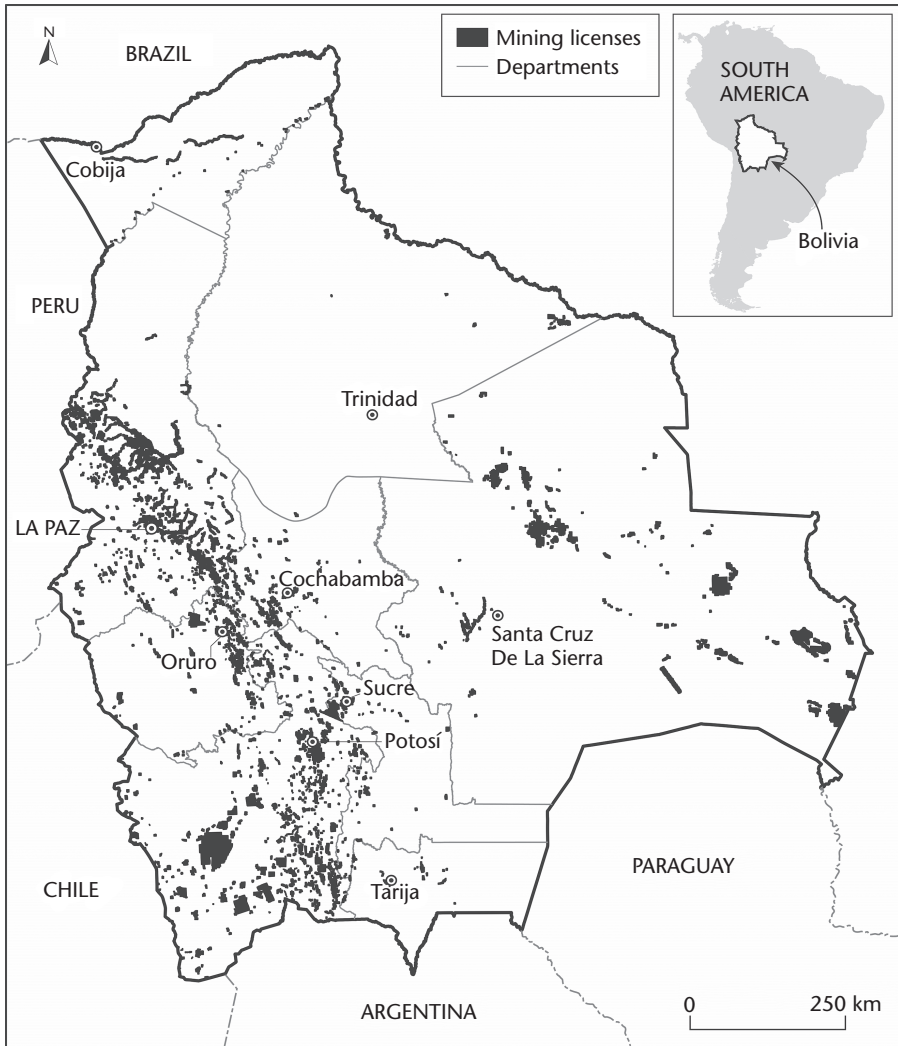 N
BRAZIL
Mining licenses
Departments
SOUTH
AMERICA
Bolivia
Cobija
PERU
Trinidad
LA PAZ
Cochabamba
Santa Cruz
De La Sierra
Oruro
Sucre
Potosí
CHILE
Tarija
PARAGUAY
ARGENTINA
0 250 km